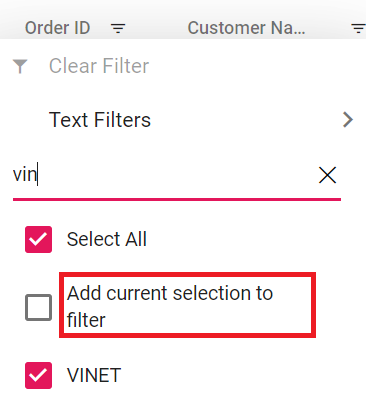 Order ID Customer Na...
Clear Filter
Text Filters
vin
Select All
Add current selection to
filter
VINET